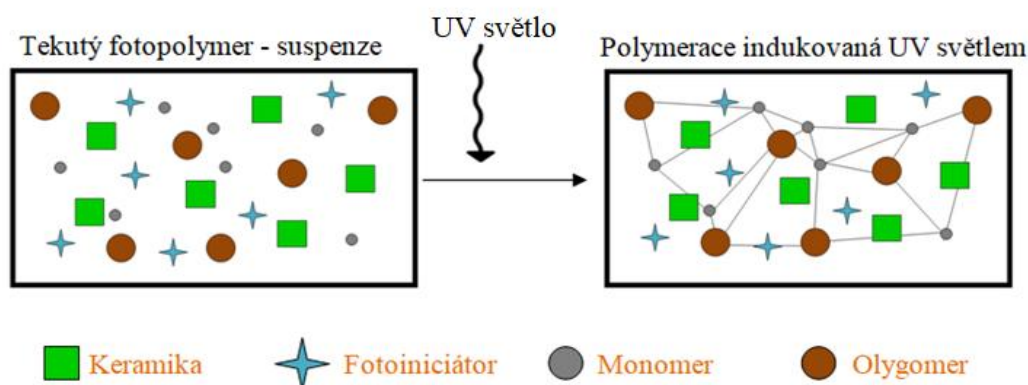 UV světlo
Tekutý fotopolymer - suspenze
Polymerace indukovaná UV světlem
Keramika
Fotoiniciátor
Monomer
Olygomer